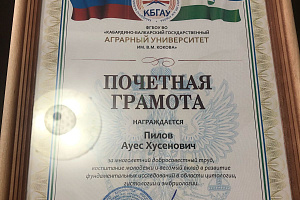 КБГАУ
ФГБОУ ВО
«КАБАРДИНО-БАЛКАРСКИЙ ГОСУДАРСТВЕННЫЙ
АГРАРНЫЙ УНИВЕРСИТЕТ
ИМ. В.М. КОКОВА»
ПОЧЕТНАЯ
ГРАМОТА
НАГРАЖДАЕТСЯ
Пилов
Ауес Хусенович
за многолетний добросовестный труд,
воспитание молодежи и весомый вклад в развитие
фундаментальных исследований в области цитологии,
гистологии и эмбриологии